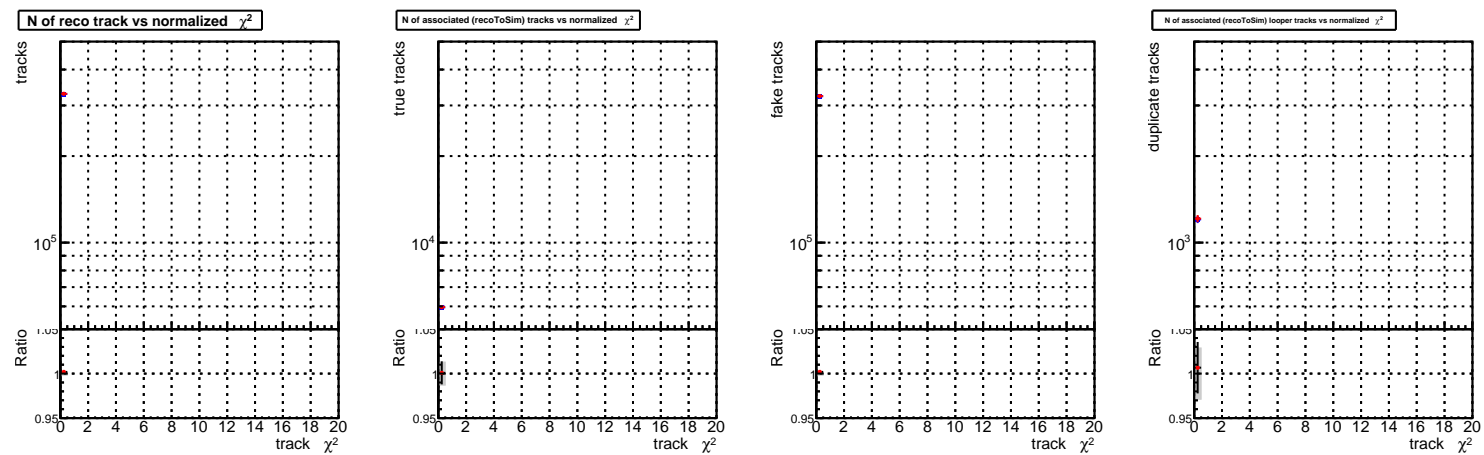 N of reco track vs normalized χ²
N of associated (recoToSim) tracks vs normalized χ²
N of associated (recoToSim) looper tracks vs normalized χ²
tracks
10⁵
Ratio
1.05
1
0.95
0 2 4 6 8 10 12 14 16 18 20
track χ²
true tracks
10⁴
Ratio
1.05
1
0.95
0 2 4 6 8 10 12 14 16 18 20
track χ²
fake tracks
10⁵
Ratio
1.05
1
0.95
0 2 4 6 8 10 12 14 16 18 20
track χ²
duplicate tracks
10³
Ratio
1.05
1
0.95
0 2 4 6 8 10 12 14 16 18 20
track χ²